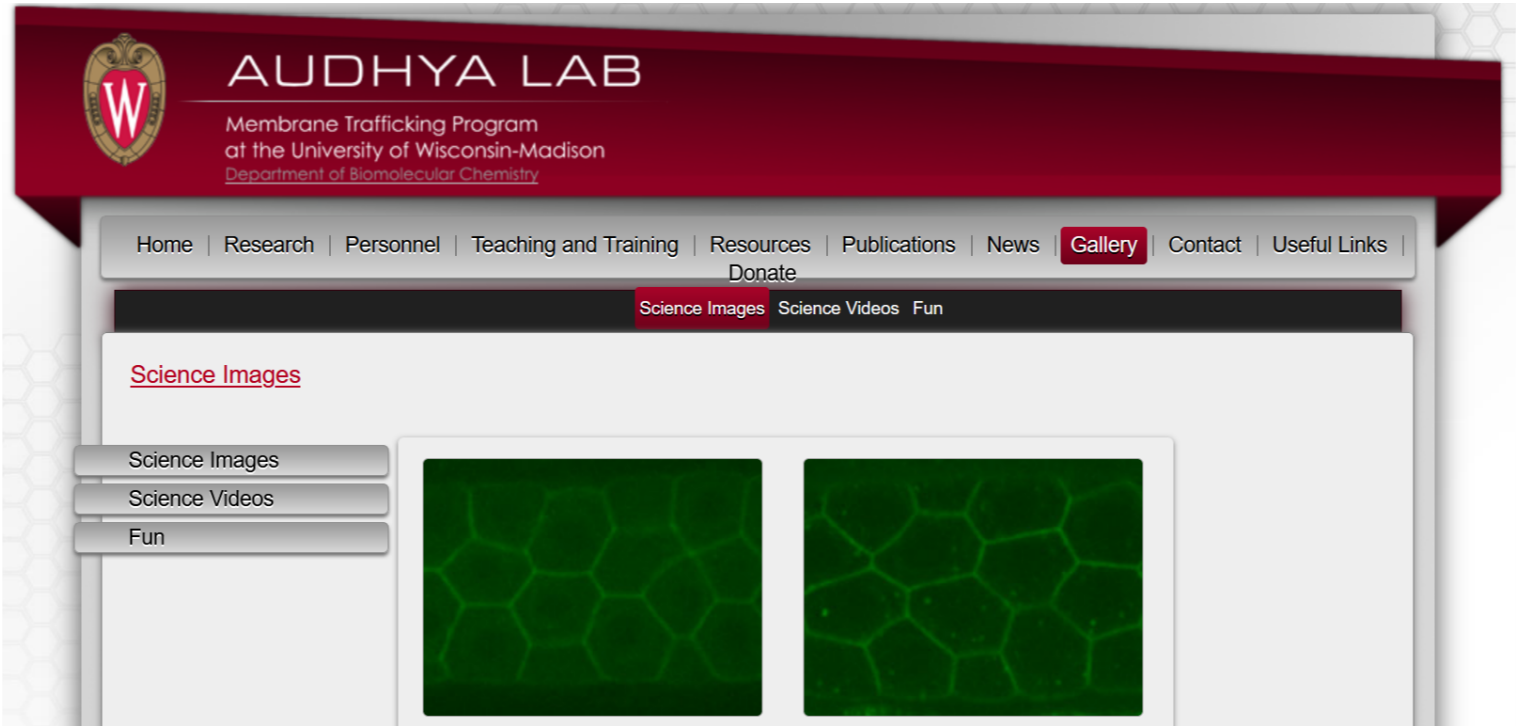 W
AUDHYA LAB
Membrane Trafficking Program
at the University of Wisconsin-Madison
Department of Biomolecular Chemistry
Home | Research | Personnel | Teaching and Training | Resources | Publications | News | Gallery | Contact | Useful Links |
Donate
Science Images Science Videos Fun
Science Images
Science Images
Science Videos
Fun